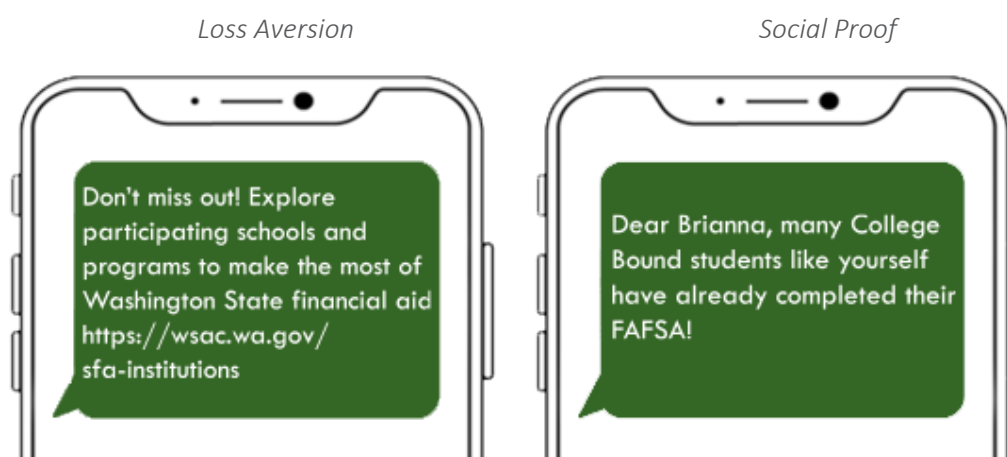 Loss Aversion
Don't miss out! Explore
participating schools and
programs to make the most of
Washington State financial aid
https://wsac.wa.gov/
sfa-institutions
Social Proof
Dear Brianna, many College
Bound students like yourself
have already completed their
FAFSA!